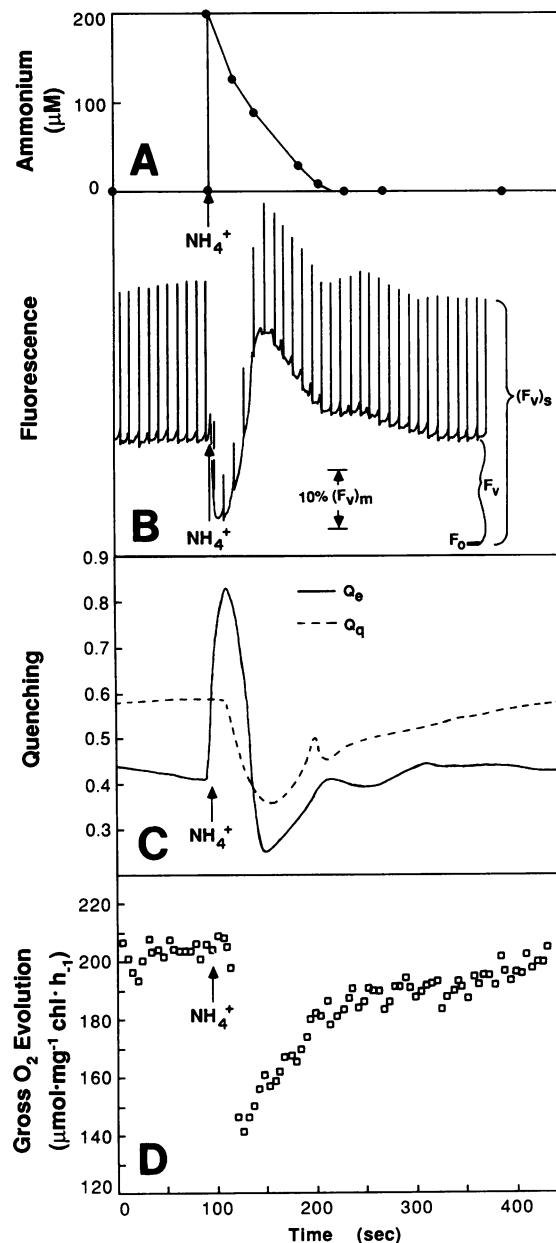 200
100
0
Ammonium
(μM)
A
NH₄⁺
Fluorescence
B
NH₄⁺
10% (Fᵥ)ₘ
F₀
Fᵥ
(Fᵥ)ₛ
0.9
0.8
0.7
0.6
0.5
0.4
0.3
Quenching
Qₑ
Q_q
NH₄⁺
C
220
210
200
180
160
140
120
Gross O₂ Evolution
(μmol·mg⁻¹ chl·h₋₁)
NH₄⁺
D
0 100 200 300 400
Time (sec)